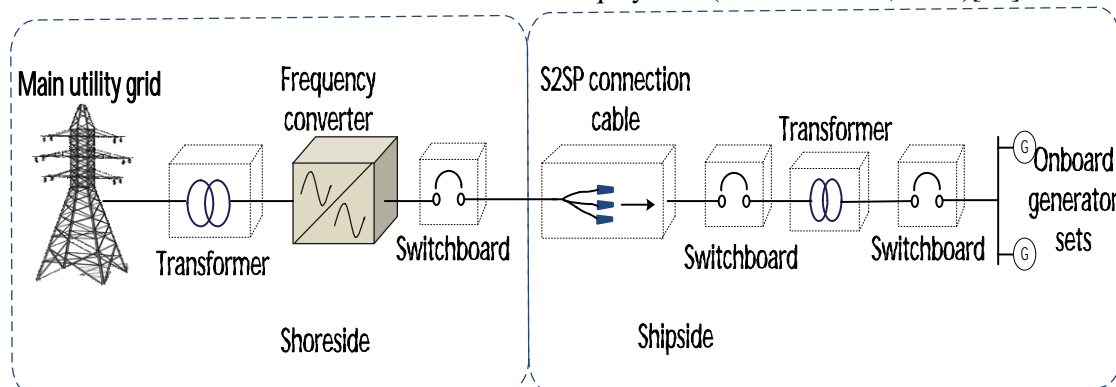 Main utility grid
Frequency
converter
S2SP connection
cable
Transformer
Transformer
Switchboard
Switchboard
Switchboard
G
G
Onboard
generator
sets
Shoreside
Shipside